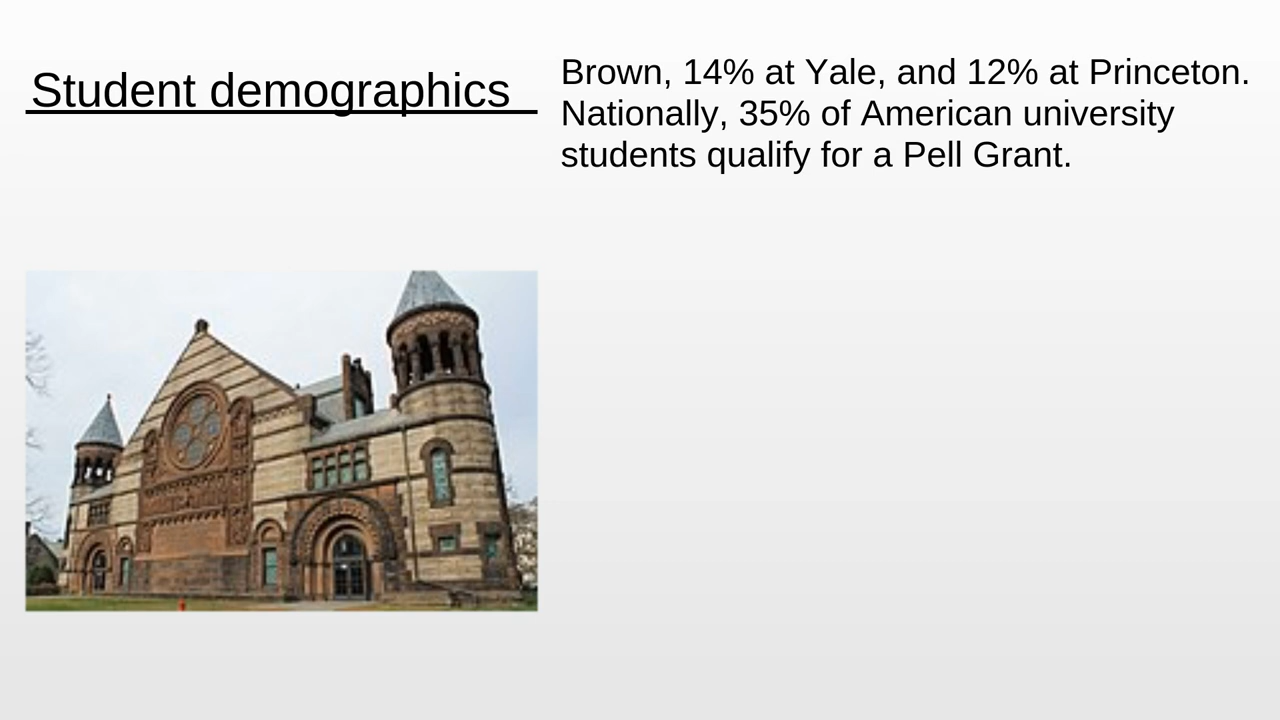 Student demographics
Brown, 14% at Yale, and 12% at Princeton.
Nationally, 35% of American university
students qualify for a Pell Grant.